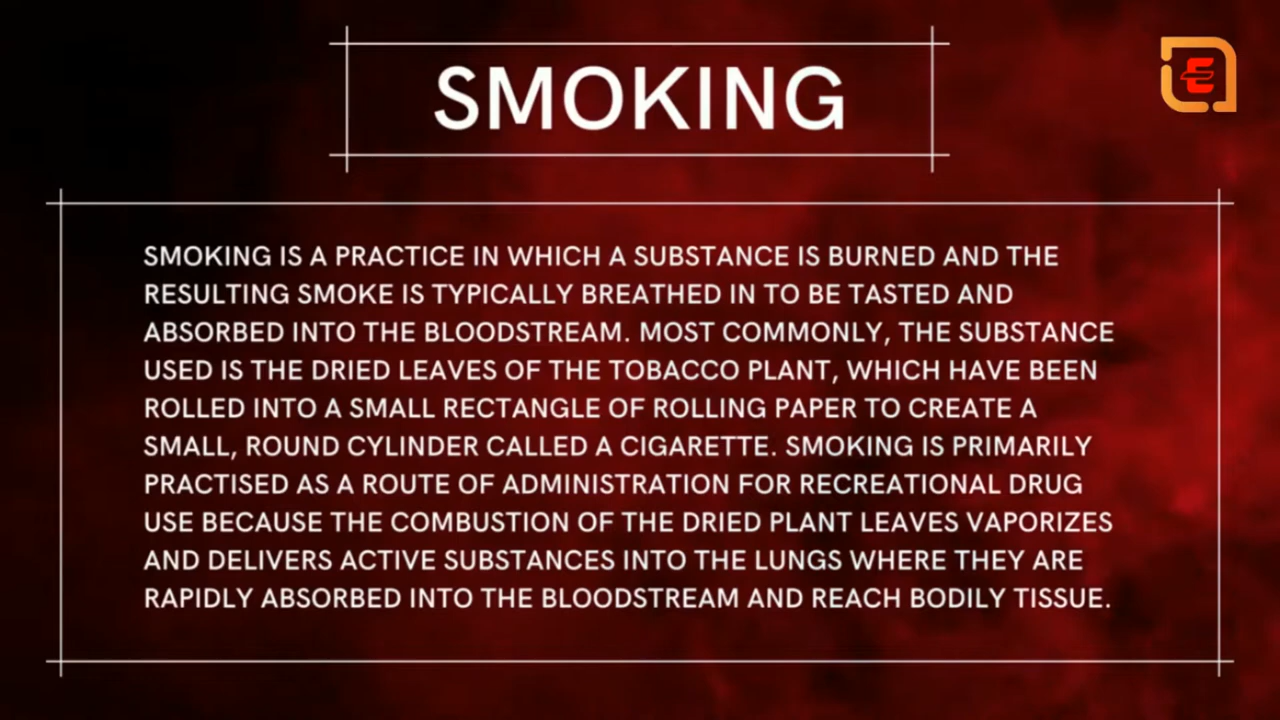 SMOKING
SMOKING IS A PRACTICE IN WHICH A SUBSTANCE IS BURNED AND THE
RESULTING SMOKE IS TYPICALLY BREATHED IN TO BE TASTED AND
ABSORBED INTO THE BLOODSTREAM. MOST COMMONLY, THE SUBSTANCE
USED IS THE DRIED LEAVES OF THE TOBACCO PLANT, WHICH HAVE BEEN
ROLLED INTO A SMALL RECTANGLE OF ROLLING PAPER TO CREATE A
SMALL, ROUND CYLINDER CALLED A CIGARETTE. SMOKING IS PRIMARILY
PRACTISED AS A ROUTE OF ADMINISTRATION FOR RECREATIONAL DRUG
USE BECAUSE THE COMBUSTION OF THE DRIED PLANT LEAVES VAPORIZES
AND DELIVERS ACTIVE SUBSTANCES INTO THE LUNGS WHERE THEY ARE
RAPIDLY ABSORBED INTO THE BLOODSTREAM AND REACH BODILY TISSUE.